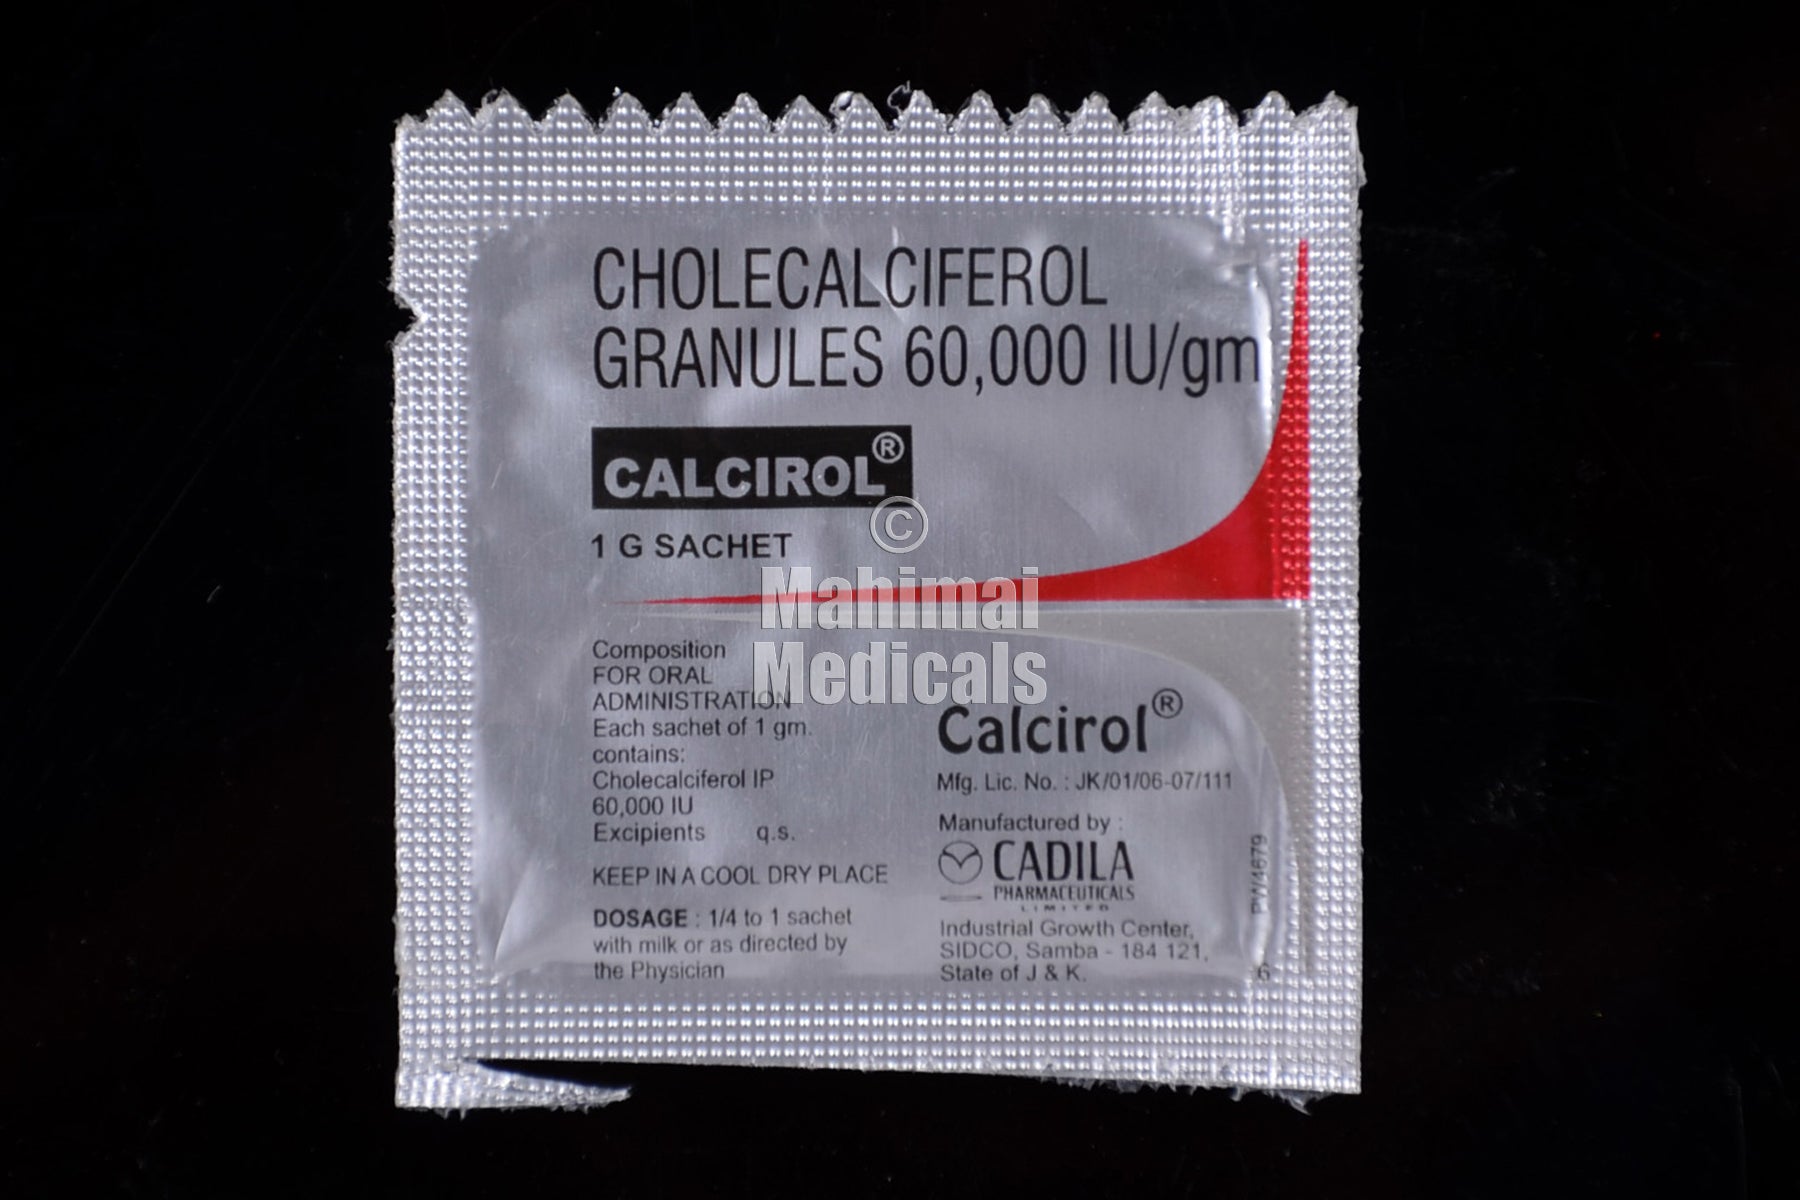 CHOLECALCIFEROL
GRANULES 60,000 IU/gm
CALCIROL®
1 G SACHET
©
Mahimai
Medicals
Composition
FOR ORAL
ADMINISTRATION
Each sachet of 1 gm.
contains:
Cholecalciferol IP
60,000 IU
Excipients q.s.
KEEP IN A COOL DRY PLACE
DOSAGE : 1/4 to 1 sachet
with milk or as directed by
the Physician
Calcirol®
Mfg. Lic. No. : JK/01/06-07/111
Manufactured by :
CADILA
PHARMACEUTICALS
LIMITED
Industrial Growth Center,
SIDCO, Samba - 184 121,
State of J & K.
PW4679
6